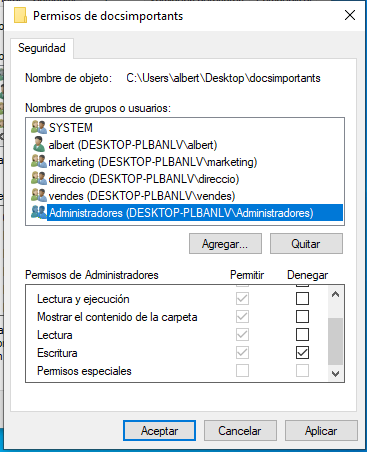 Permisos de docsimportants
Seguridad
Nombre de objeto: C:\Users\albert\Desktop\docsimportants
Nombres de grupos o usuarios:
SYSTEM
albert (DESKTOP-PLBANLV\albert)
marketing (DESKTOP-PLBANLV\marketing)
direccio (DESKTOP-PLBANLV\direccio)
vendes (DESKTOP-PLBANLV\vendes)
Administradores (DESKTOP-PLBANLV\Administradores)
Agregar... Quitar
Permisos de Administradores Permitir Denegar
Lectura y ejecución
Mostrar el contenido de la carpeta
Lectura
Escritura
Permisos especiales
Aceptar Cancelar Aplicar